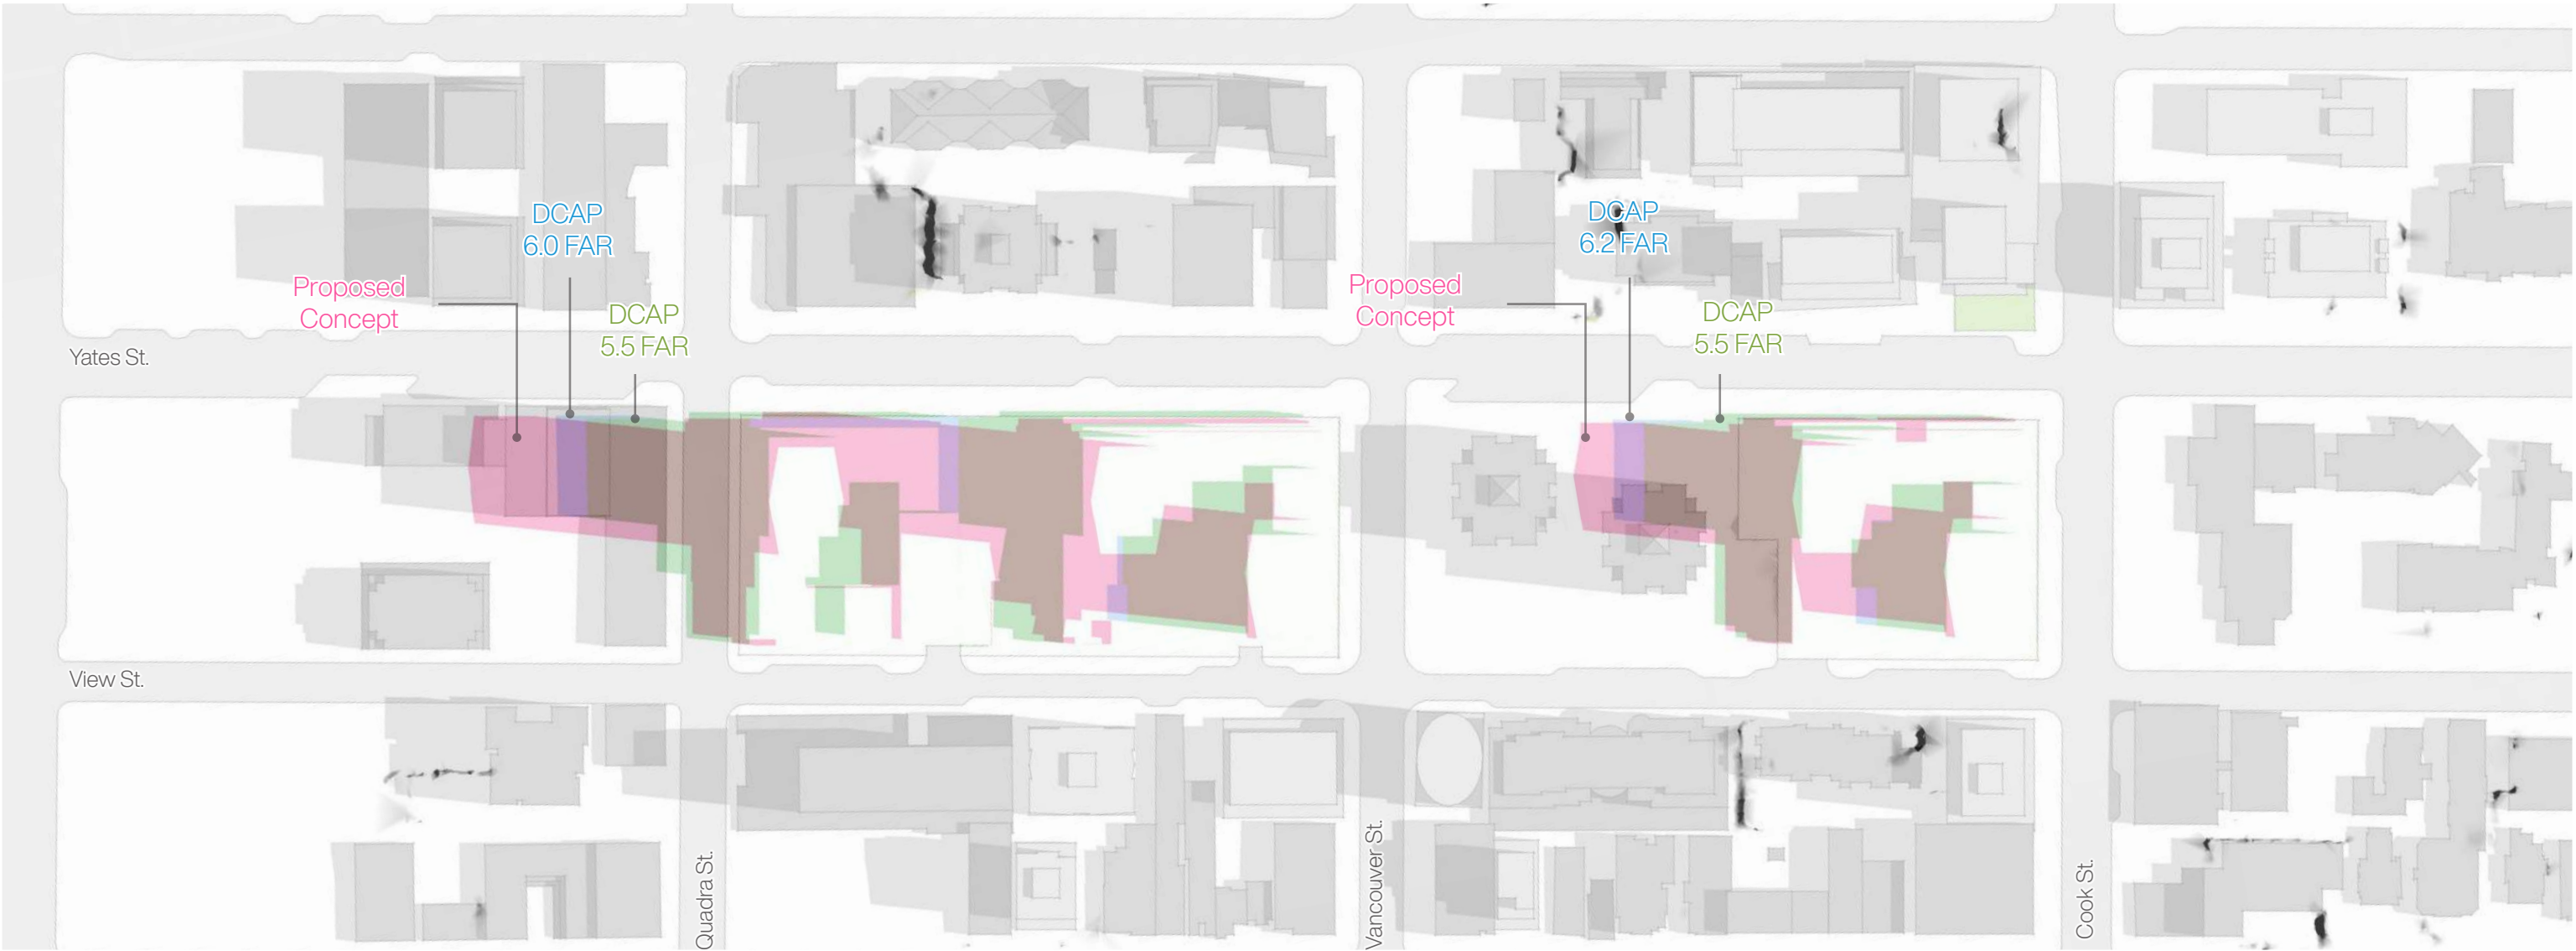 DCAP
6.0 FAR
DCAP
6.2 FAR
Proposed
Concept
DCAP
5.5 FAR
Proposed
Concept
DCAP
5.5 FAR
Yates St.
View St.
Quadra St.
Vancouver St.
Cook St.